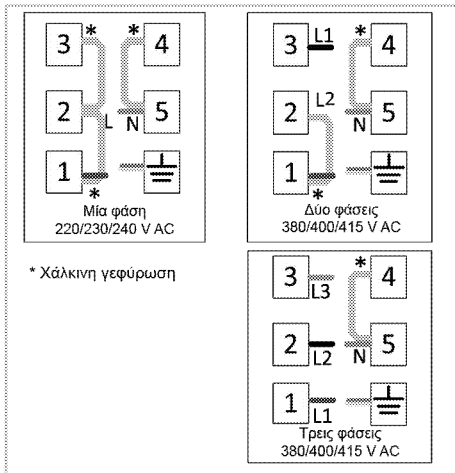 3 * * 4
2 L N 5
1 *
Μία φάση
220/230/240 V AC
3 L1 * 4
2 L2 N 5
1 *
Δύο φάσεις
380/400/415 V AC
* Χάλκινη γεφύρωση
3 L3 * 4
2 L2 N 5
1 L1
Τρεις φάσεις
380/400/415 V AC